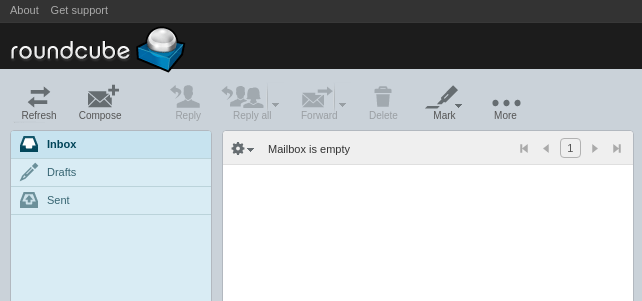 About Get support
roundcube
Refresh Compose Reply Reply all Forward Delete Mark More
Inbox
Mailbox is empty 1
Drafts
Sent